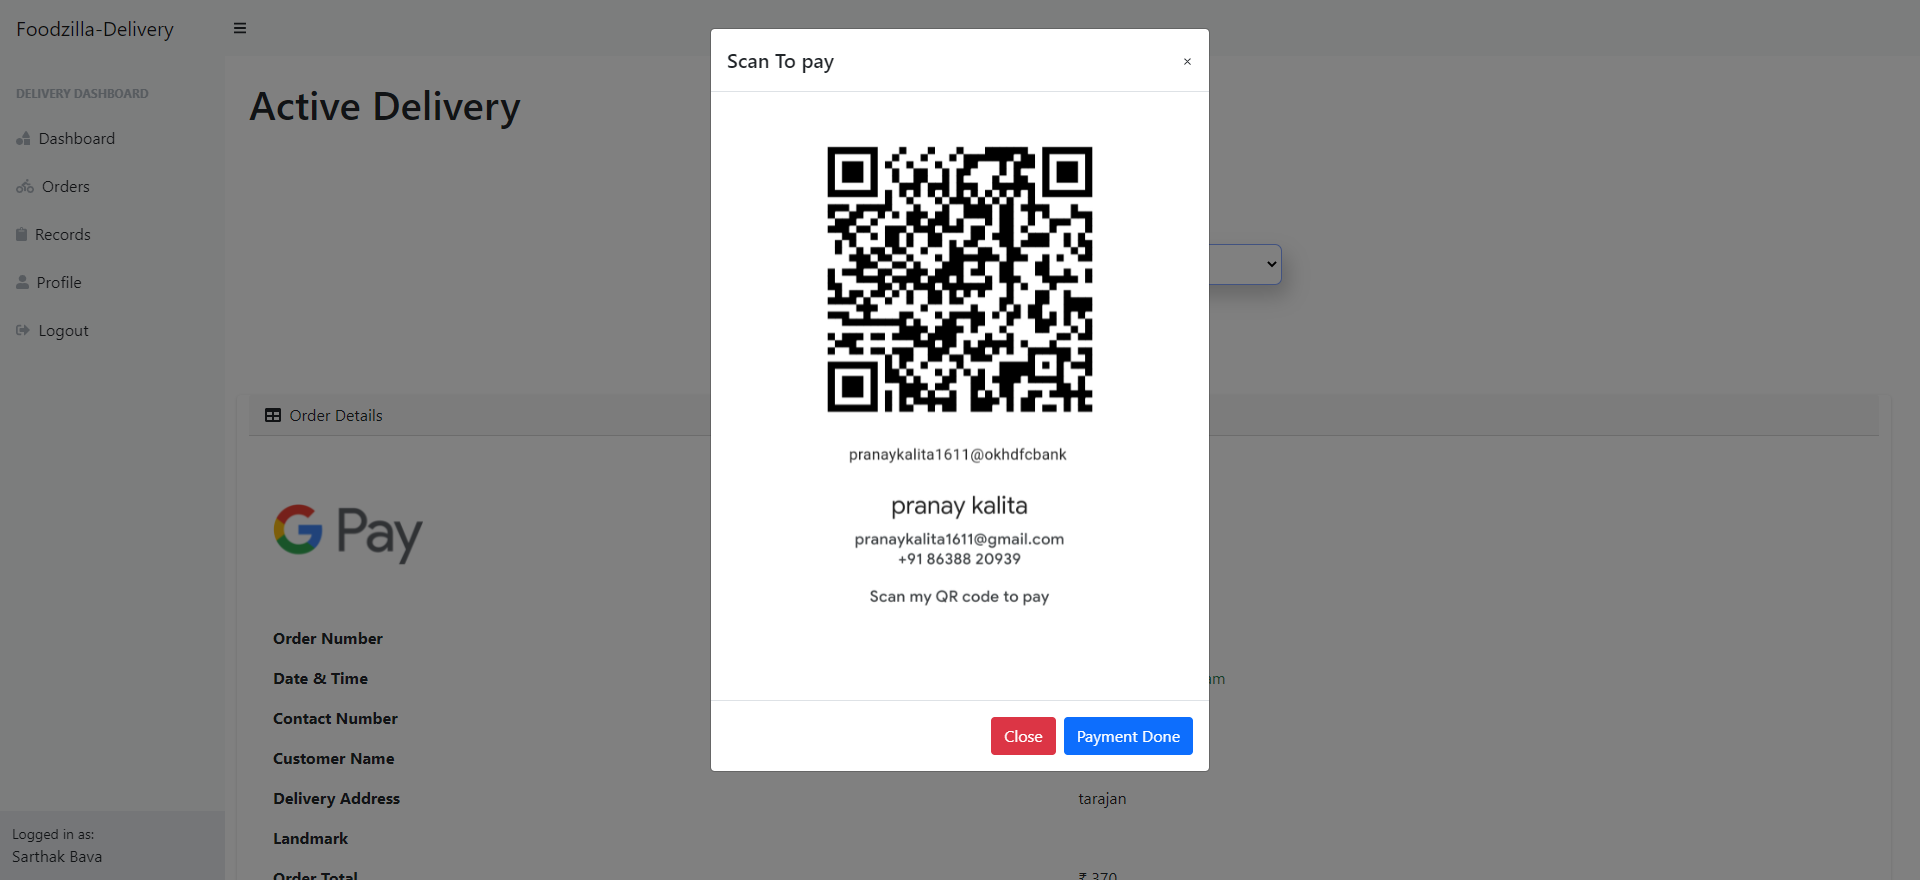 Foodzilla-Delivery
DELIVERY DASHBOARD
Dashboard
Orders
Records
Profile
Logout
Logged in as:
Sarthak Bava
Active Delivery
Order Details
G Pay
Order Number
Date & Time
am
Contact Number
Customer Name
Delivery Address tarajan
Landmark
Order Total ₹ 370
Scan To pay
×
pranaykalita1611@okhdfcbank
pranay kalita
pranaykalita1611@gmail.com
+91 86388 20939
Scan my QR code to pay
Close Payment Done